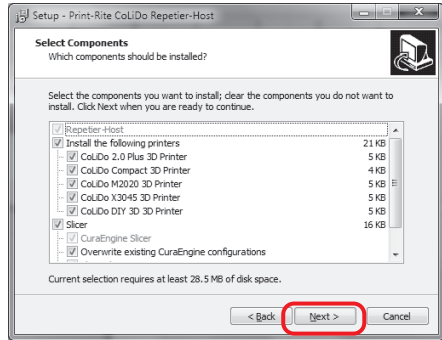 Setup - Print-Rite CoLiDo Repetier-Host
Select Components
Which components should be installed?
Select the components you want to install; clear the components you do not want to
install. Click Next when you are ready to continue.
Repetier-Host
Install the following printers 21 KB
CoLiDo 2.0 Plus 3D Printer 5 KB
CoLiDo Compact 3D Printer 4 KB
CoLiDo M2020 3D Printer 5 KB
CoLiDo X3045 3D Printer 5 KB
CoLiDo DIY 3D 3D Printer 5 KB
Slicer 16 KB
CuraEngine Slicer
Overwrite existing CuraEngine configurations
Current selection requires at least 28.5 MB of disk space.
< Back Next > Cancel